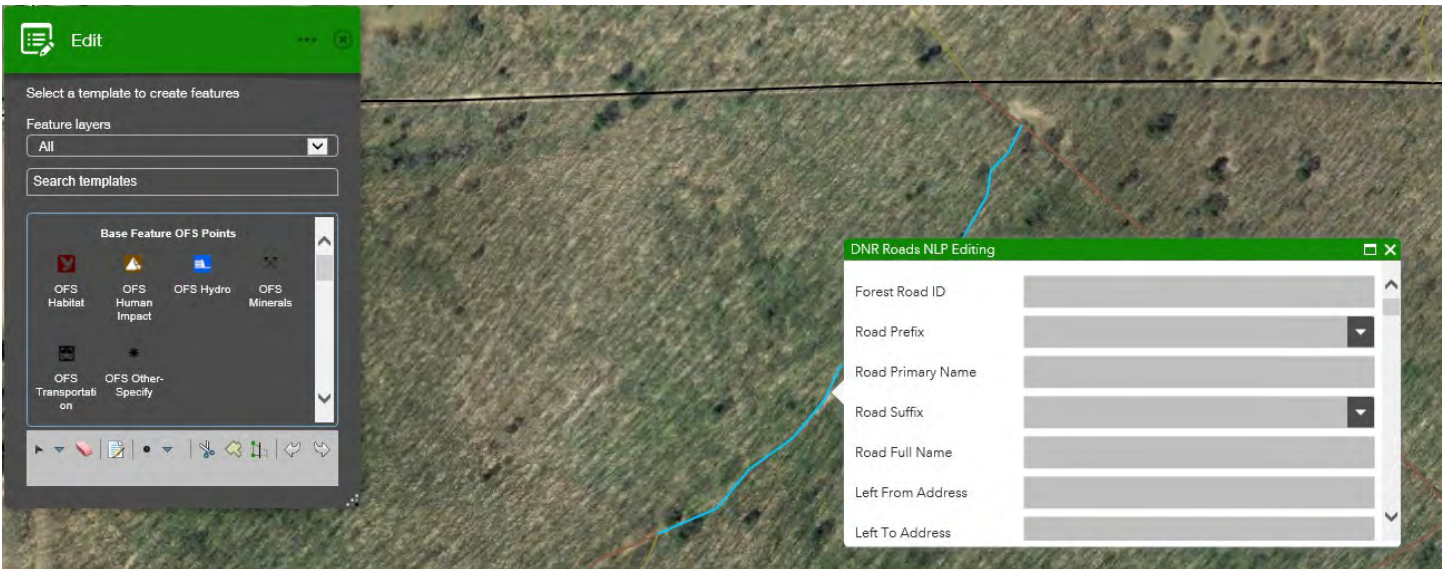 Edit
Select a template to create features
Feature layers
All
Search templates
Base Feature OFS Points
OFS
Habitat
OFS
Human
Impact
OFS Hydro
OFS
Minerals
OFS
Transportati
on
OFS Other-
Specify
DNR Roads NLP Editing
Forest Road ID
Road Prefix
Road Primary Name
Road Suffix
Road Full Name
Left From Address
Left To Address